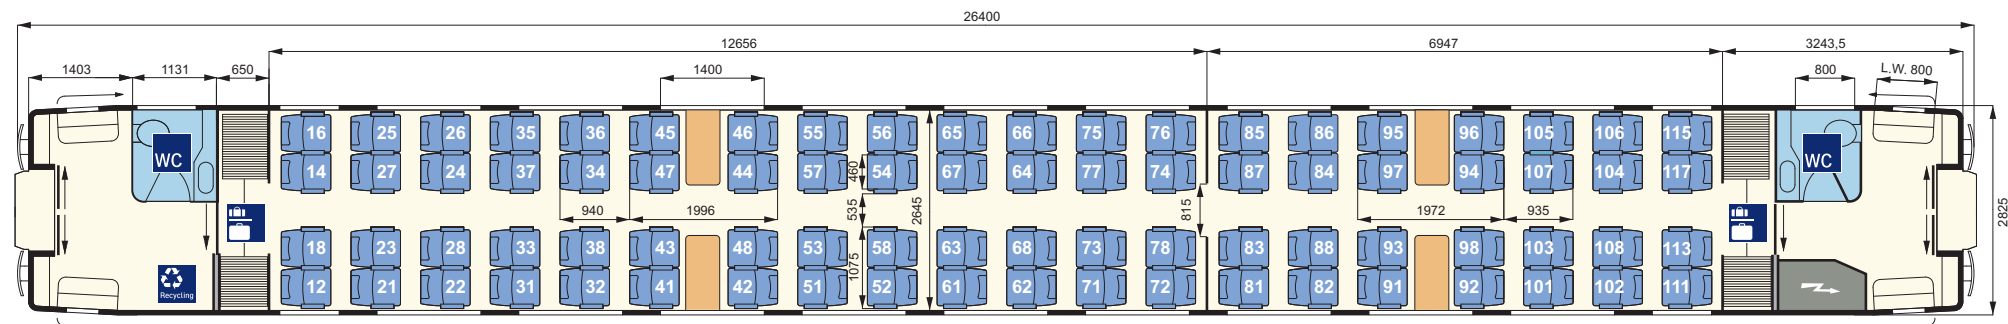 26400
12656 6947 3243,5
1403 1131 650 1400 800 L.W. 800
16 25 26 35 36 45 46 55 56 65 66 75 76 85 86 95 96 105 106 115
WC WC
14 27 24 37 34 47 44 57 460 54 67 64 77 74 87 84 97 94 107 104 117
940 1996 535 2645 815 1972 935 2825
18 23 28 33 38 43 48 53 58 63 68 73 78 83 88 93 98 103 108 113
1075
Recycling 12 21 22 31 32 41 42 51 52 61 62 71 72 81 82 91 92 101 102 111